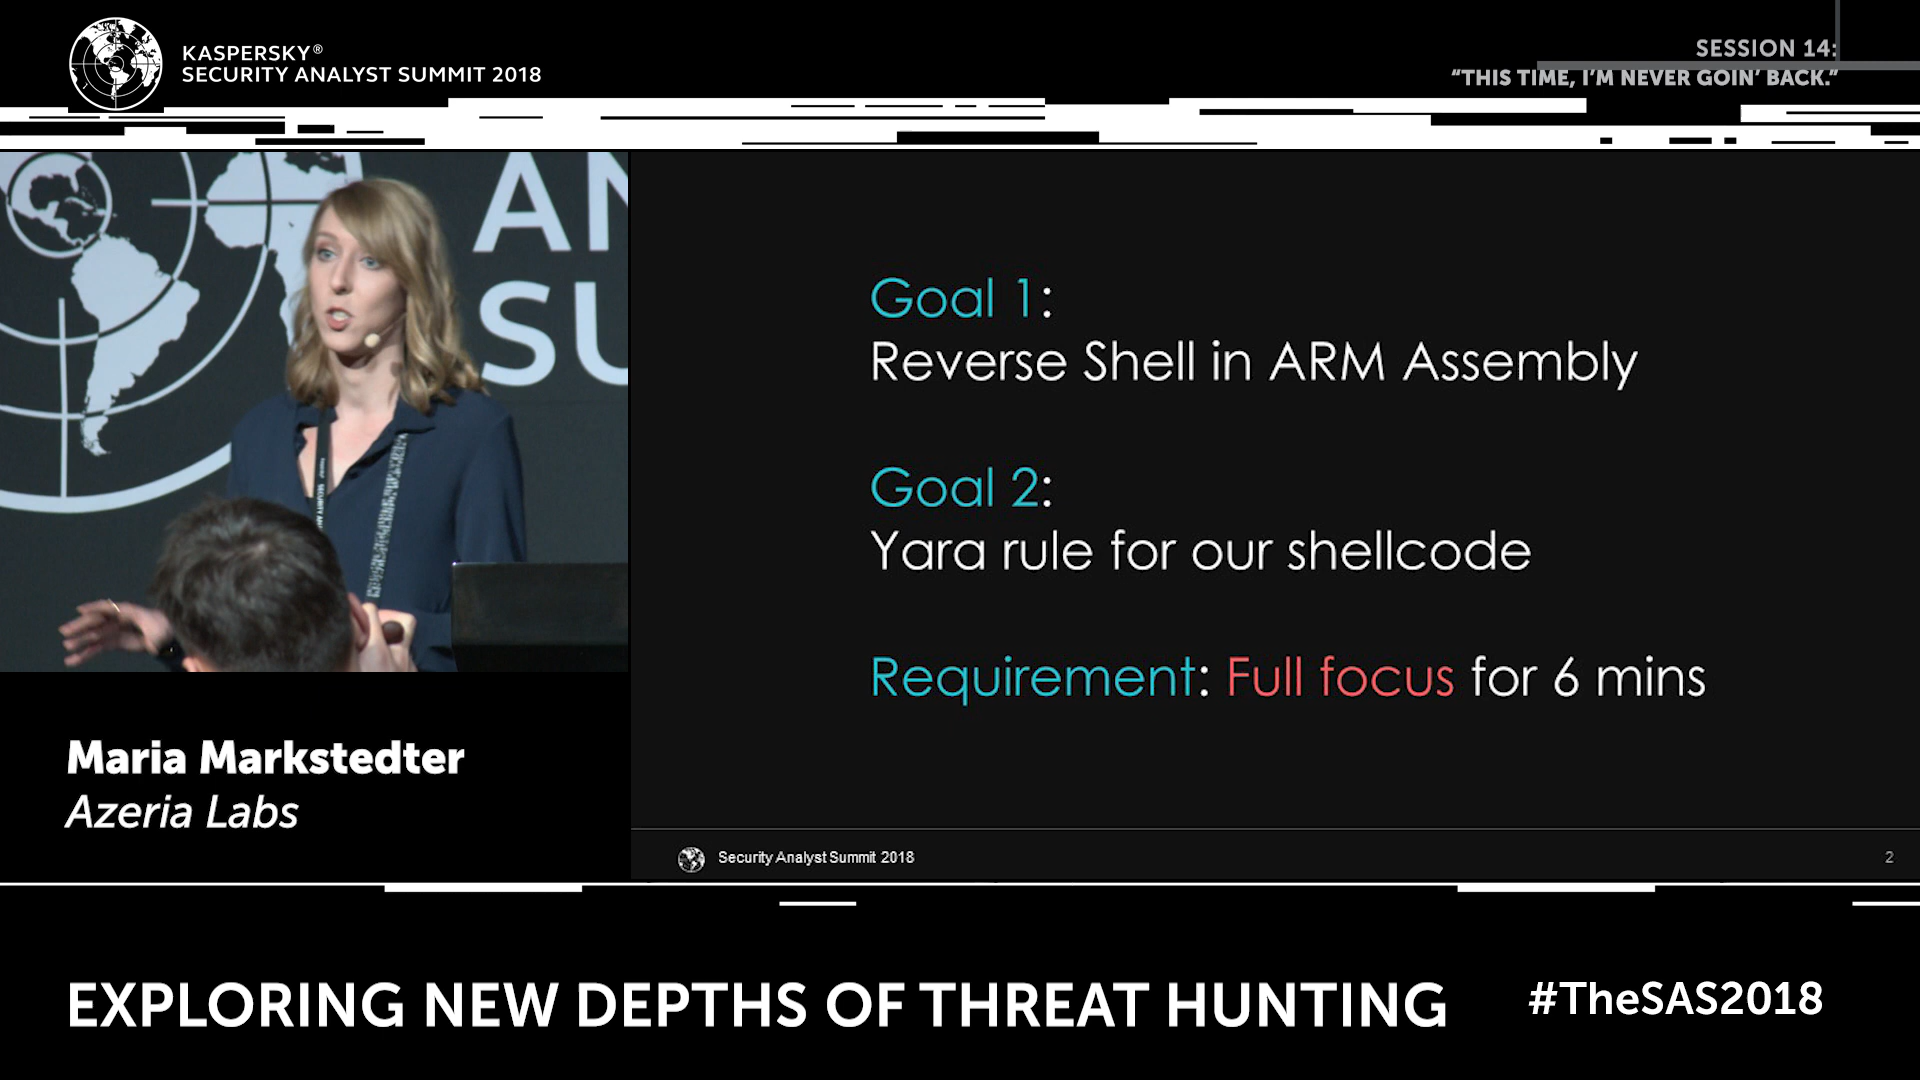 KASPERSKY®
SECURITY ANALYST SUMMIT 2018
SESSION 14:
“THIS TIME, I’M NEVER GOIN’ BACK.”
AN
SU
Goal 1:
Reverse Shell in ARM Assembly
Goal 2:
Yara rule for our shellcode
Requirement: Full focus for 6 mins
Maria Markstedter
Azeria Labs
Security Analyst Summit 2018
2
EXPLORING NEW DEPTHS OF THREAT HUNTING
#TheSAS2018